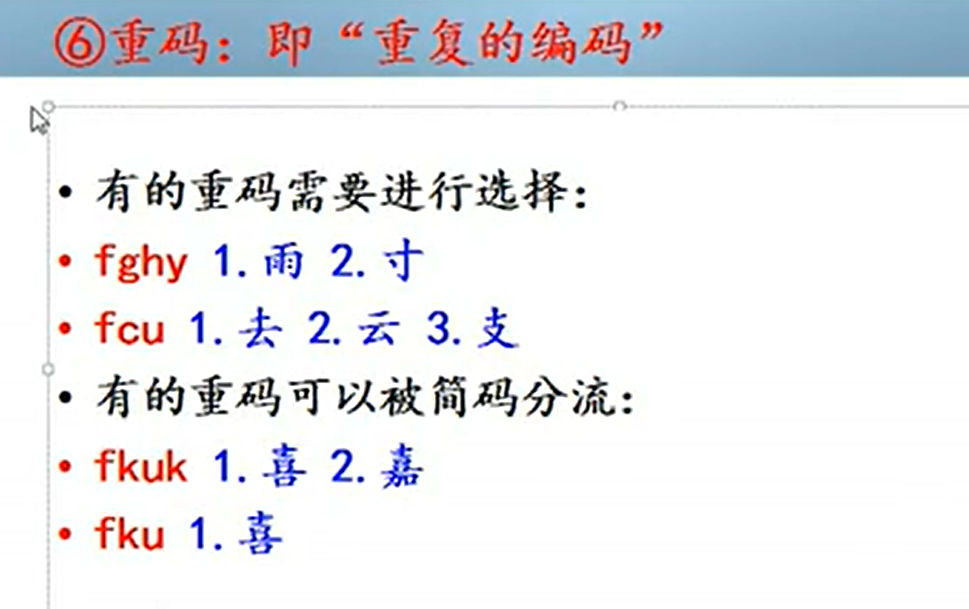 ⑥重码：即“重复的编码”
• 有的重码需要进行选择：
• fghy 1.雨 2.寸
• fcu 1.去 2.云 3.支
• 有的重码可以被简码分流：
• fkuk 1.喜 2.嘉
• fku 1.喜